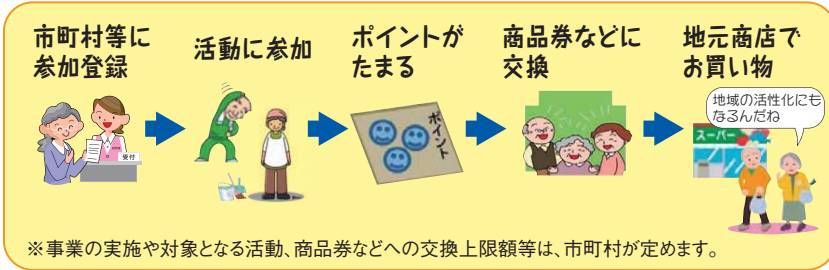 市町村等に
参加登録
活動に参加
ポイントが
たまる
商品券などに
交換
地元商店で
お買い物
受付
ポイント
地域の活性化にも
なるんだね
スーパー
※事業の実施や対象となる活動、商品券などへの交換上限額等は、市町村が定めます。